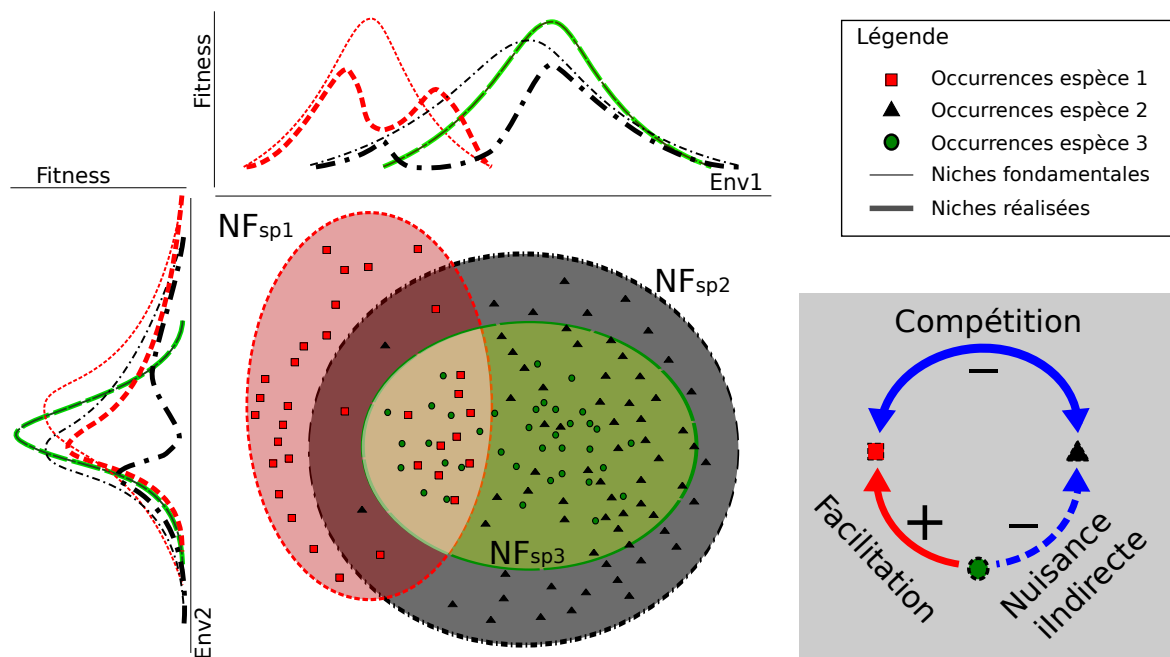 Fitness
Env1
Légende
Occurrences espèce 1
Occurrences espèce 2
Occurrences espèce 3
Niches fondamentales
Niches réalisées
Fitness
Env2
NFsp1
NFsp2
NFsp3
Compétition
−
+
−
Facilitation
Nuisance
iIndirecte